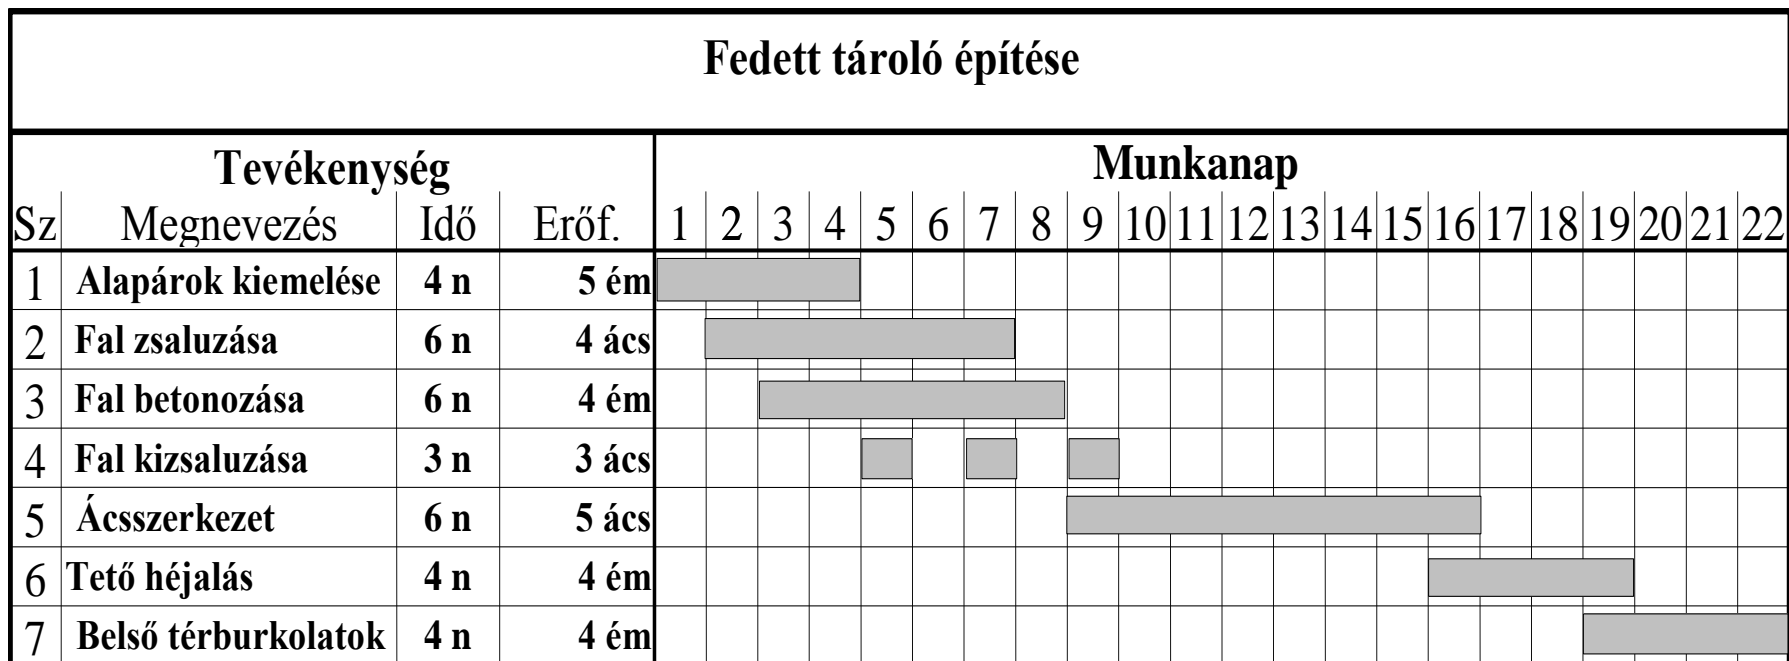 Fedett tároló építése
Tevékenység Munkanap
Sz Megnevezés Idő Erőf. 1 2 3 4 5 6 7 8 9 10 11 12 13 14 15 16 17 18 19 20 21 22
1 Alapárok kiemelése 4 n 5 ém
2 Fal zsaluzása 6 n 4 ács
3 Fal betonozása 6 n 4 ém
4 Fal kizsaluzása 3 n 3 ács
5 Ácsszerkezet 6 n 5 ács
6 Tető héjalás 4 n 4 ém
7 Belső térburkolatok 4 n 4 ém